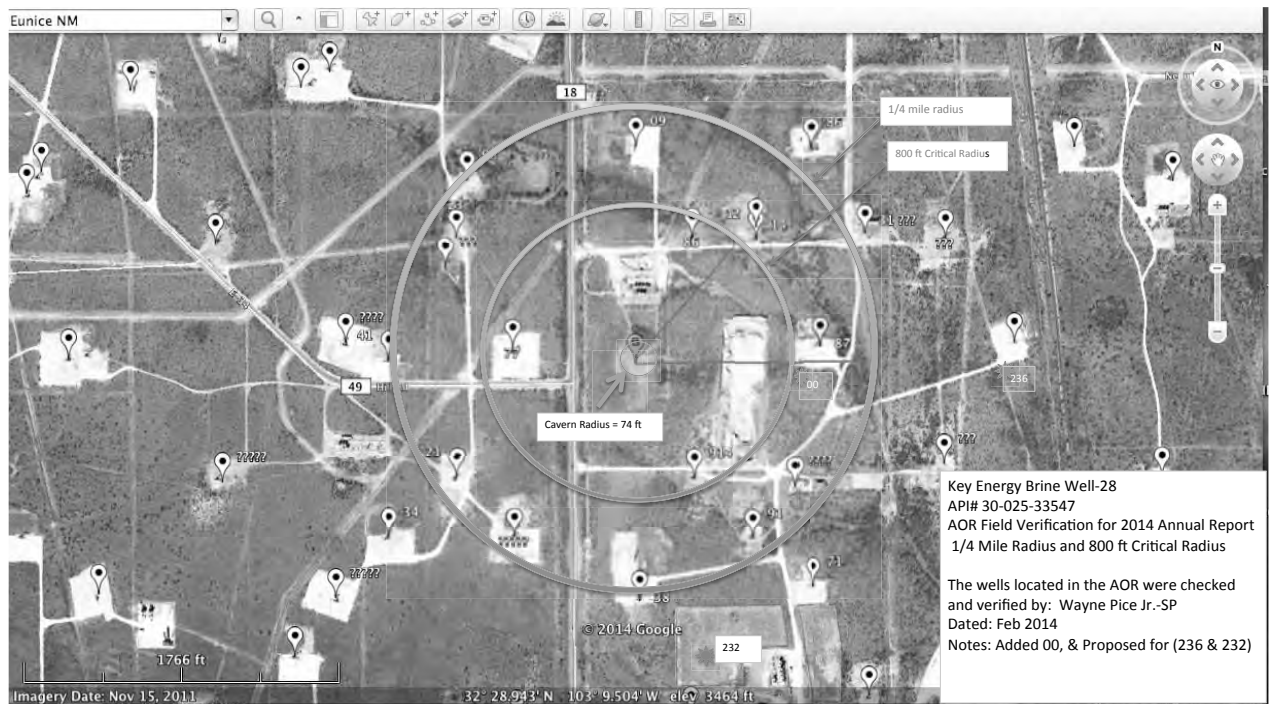 Eunice NM
N
18
1/4 mile radius
09
86
800 ft Critical Radius
12
31 ???
???
86
???
????
41
77
87
49
00
236
Cavern Radius = 74 ft
???
21
?????
????
34
91
?????
71
38
© 2014 Google
232
1766 ft
Imagery Date: Nov 15, 2011
32° 28.943' N 103° 9.504' W elev 3464 ft
Key Energy Brine Well-28
API# 30-025-33547
AOR Field Verification for 2014 Annual Report
1/4 Mile Radius and 800 ft Critical Radius
The wells located in the AOR were checked
and verified by: Wayne Pice Jr.-SP
Dated: Feb 2014
Notes: Added 00, & Proposed for (236 & 232)